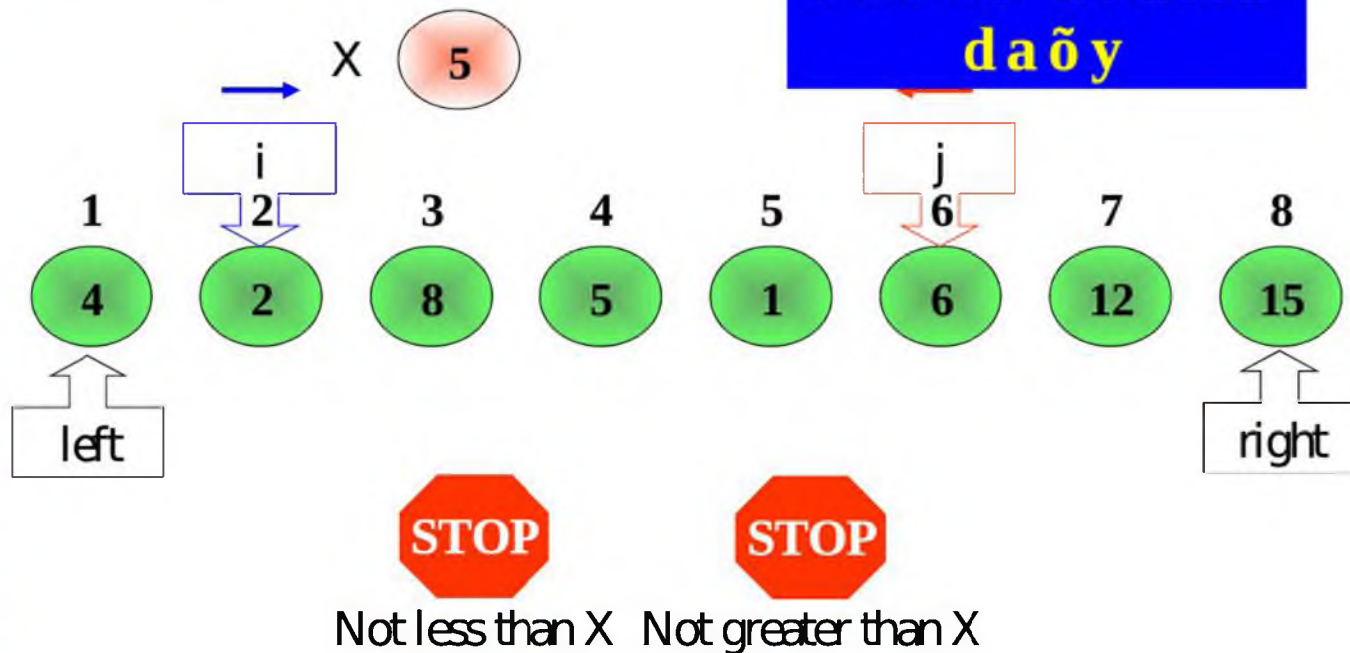 daõy
X 5
i j
1 2 3 4 5 6 7 8
4 2 8 5 1 6 12 15
left right
STOP STOP
Not less than X Not greater than X